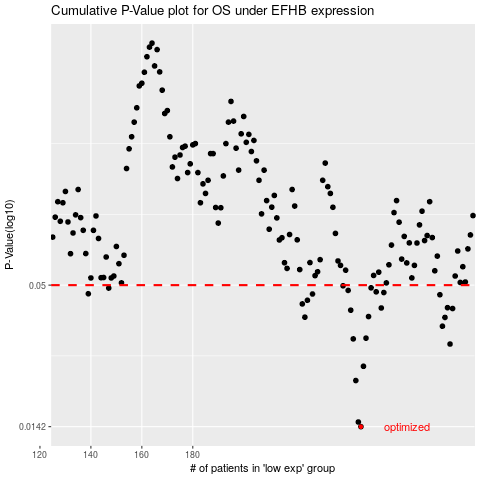 Cumulative P-Value plot for OS under EFHB expression
P-Value(log10)
0.05
0.0142
optimized
120 140 160 180
# of patients in 'low exp' group